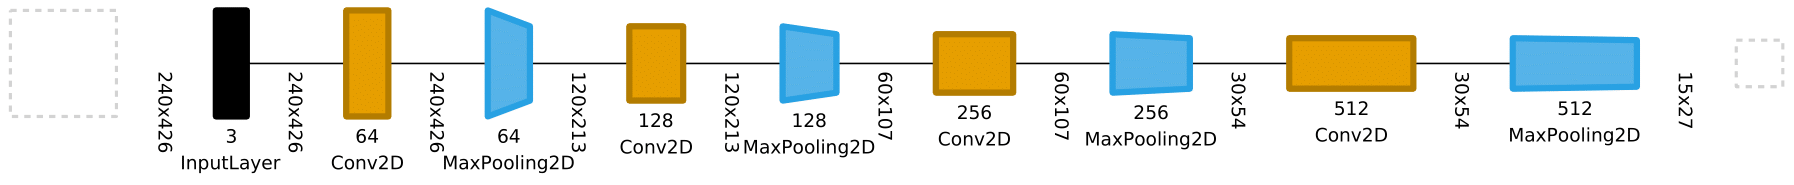 240x426
3
InputLayer
240x426
64
Conv2D
240x426
64
MaxPooling2D
120x213
128
Conv2D
120x213
128
MaxPooling2D
60x107
256
Conv2D
60x107
256
MaxPooling2D
30x54
512
Conv2D
30x54
512
MaxPooling2D
15x27